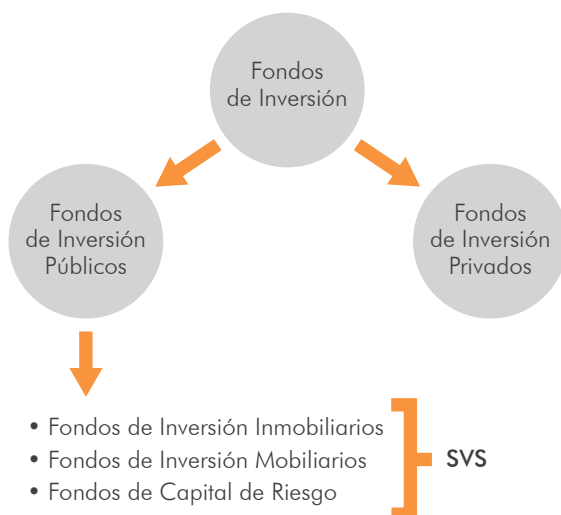 Fondos
de Inversión
Fondos
de Inversión
Públicos
Fondos
de Inversión
Privados
• Fondos de Inversión Inmobiliarios
• Fondos de Inversión Mobiliarios
• Fondos de Capital de Riesgo
SVS